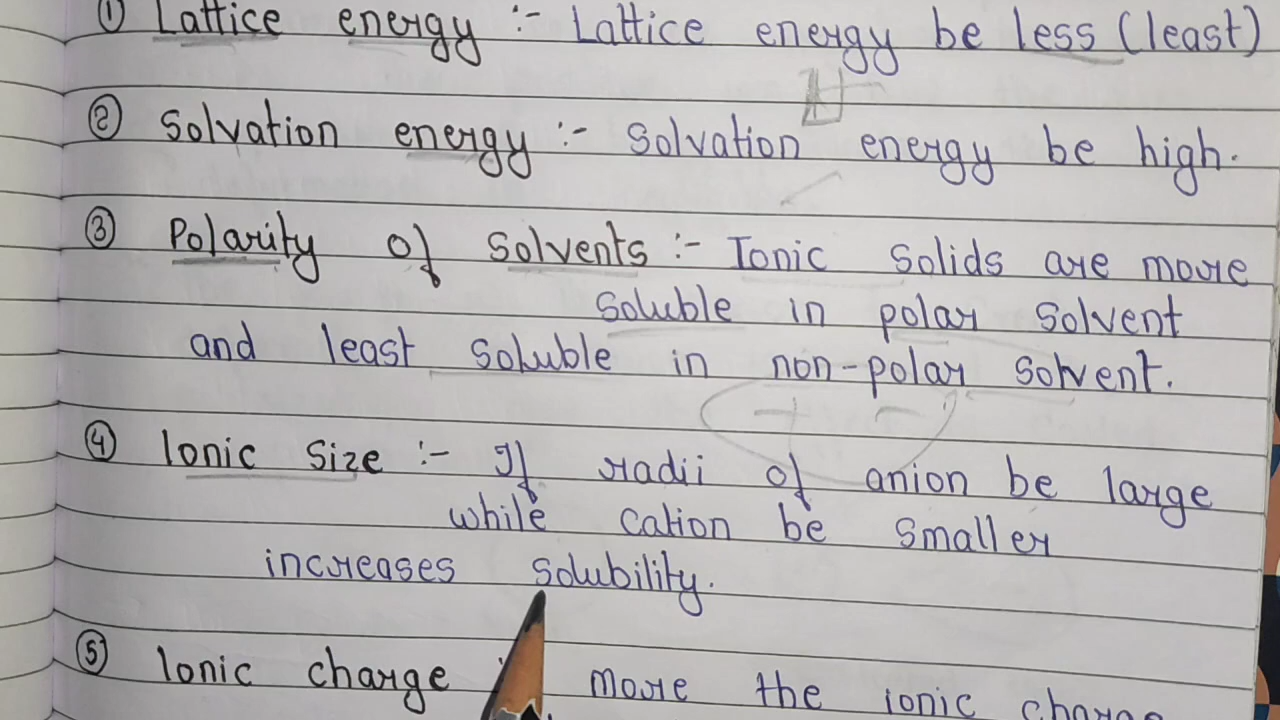 ① Lattice energy :- Lattice energy be less (least)
② Solvation energy :- Solvation energy be high.
③ Polarity of Solvents :- Ionic Solids are more
soluble in polar solvent
and least soluble in non-polar solvent.
④ Ionic Size :- If radii of anion be large
while cation be smaller
increases solubility.
⑤ Ionic charge more the ionic charge